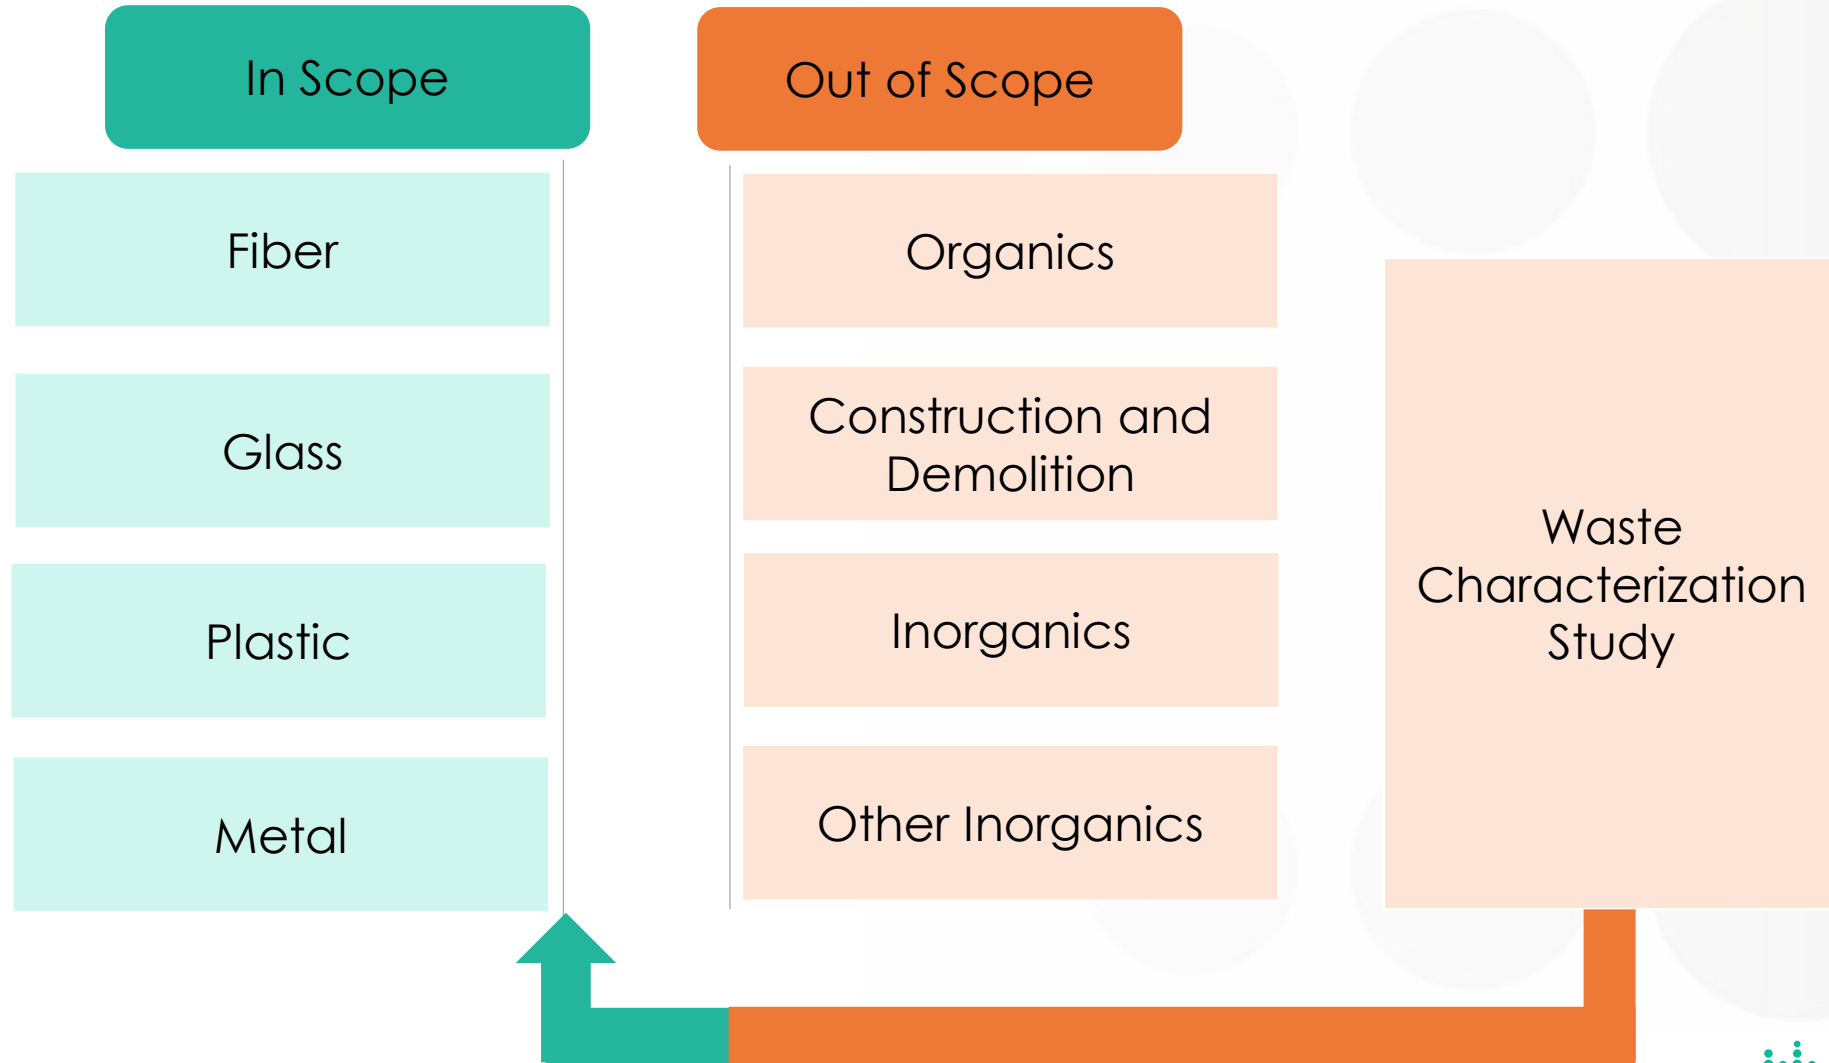 In Scope
Out of Scope
Fiber
Glass
Plastic
Metal
Organics
Construction and
Demolition
Inorganics
Other Inorganics
Waste
Characterization
Study